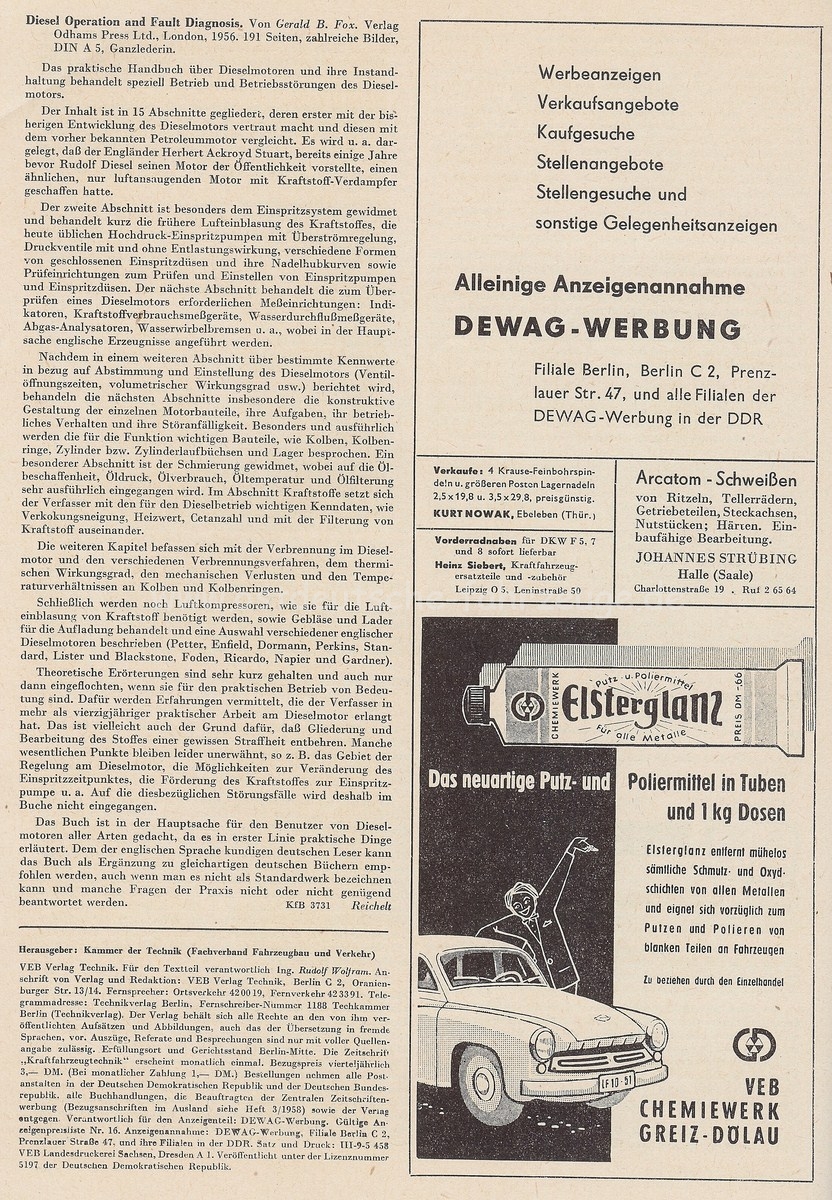 Diesel Operation and Fault Diagnosis. Von Gerald B. Fox. Verlag
Odhams Press Ltd., London, 1956. 191 Seiten, zahlreiche Bilder,
DIN A 5, Ganzlederin.
Das praktische Handbuch über Dieselmotoren und ihre Instand-
haltung behandelt speziell Betrieb und Betriebsstörungen des Diesel-
motors.
Der Inhalt ist in 15 Abschnitte gegliedert, deren erster mit der bis-
herigen Entwicklung des Dieselmotors vertraut macht und diesen mit
dem vorher bekannten Petroleummotor vergleicht. Es wird u. a. dar-
gelegt, daß der Engländer Herbert Ackroyd Stuart, bereits einige Jahre
bevor Rudolf Diesel seinen Motor der Öffentlichkeit vorstellte, einen
ähnlichen, nur luftansaugenden Motor mit Kraftstoff-Verdampfer
geschaffen hatte.
Der zweite Abschnitt ist besonders dem Einspritzsystem gewidmet
und behandelt kurz die frühere Lufteinblasung des Kraftstoffes, die
heute üblichen Hochdruck-Einspritzpumpen mit Überströmregelung,
Druckventile mit und ohne Entlastungswirkung, verschiedene Formen
von geschlossenen Einspritzdüsen und ihre Nadelhubkurven sowie
Prüfeinrichtungen zum Prüfen und Einstellen von Einspritzpumpen
und Einspritzdüsen. Der nächste Abschnitt behandelt die zum Über-
prüfen eines Dieselmotors erforderlichen Meßeinrichtungen: Indi-
katoren, Kraftstoffverbrauchsmeßgeräte, Wasserdurchflußmeßgeräte,
Abgas-Analysatoren, Wasserwirbelbremsen u. a., wobei in der Haupt-
sache englische Erzeugnisse angeführt werden.
Nachdem in einem weiteren Abschnitt über bestimmte Kennwerte
in bezug auf Abstimmung und Einstellung des Dieselmotors (Ventil-
öffnungszeiten, volumetrischer Wirkungsgrad usw.) berichtet wird,
behandeln die nächsten Abschnitte insbesondere die konstruktive
Gestaltung der einzelnen Motorbauteile, ihre Aufgaben, ihr betrieb-
liches Verhalten und ihre Störanfälligkeit. Besonders und ausführlich
werden die für die Funktion wichtigen Bauteile, wie Kolben, Kolben-
ringe, Zylinder bzw. Zylinderlaufbüchsen und Lager besprochen. Ein
besonderer Abschnitt ist der Schmierung gewidmet, wobei auf die Öl-
beschaffenheit, Öldruck, Ölverbrauch, Öltemperatur und Ölfilterung
sehr ausführlich eingegangen wird. Im Abschnitt Kraftstoffe setzt sich
der Verfasser mit den für den Dieselbetrieb wichtigen Kenndaten, wie
Verkokungsneigung, Heizwert, Cetanzahl und mit der Filterung von
Kraftstoff auseinander.
Die weiteren Kapitel befassen sich mit der Verbrennung im Diesel-
motor und den verschiedenen Verbrennungsverfahren, dem thermi-
schen Wirkungsgrad, den mechanischen Verlusten und den Tempe-
raturverhältnissen an Kolben und Kolbenringen.
Schließlich werden noch Luftkompressoren, wie sie für die Luft-
einblasung von Kraftstoff benötigt werden, sowie Gebläse und Lader
für die Aufladung behandelt und eine Auswahl verschiedener englischer
Dieselmotoren beschrieben (Petter, Enfield, Dormann, Perkins, Stan-
dard, Lister und Blackstone, Foden, Ricardo, Napier und Gardner).
Theoretische Erörterungen sind sehr kurz gehalten und auch nur
dann eingeflochten, wenn sie für den praktischen Betrieb von Bedeu-
tung sind. Dafür werden Erfahrungen vermittelt, die der Verfasser in
mehr als vierzigjähriger praktischer Arbeit am Dieselmotor erlangt
hat. Das ist vielleicht auch der Grund dafür, daß Gliederung und
Bearbeitung des Stoffes einer gewissen Straffheit entbehren. Manche
wesentlichen Punkte bleiben leider unerwähnt, so z. B. das Gebiet der
Regelung am Dieselmotor, die Möglichkeiten zur Veränderung des
Einspritzzeitpunktes, die Förderung des Kraftstoffes zur Einspritz-
pumpe u. a. Auf die diesbezüglichen Störungsfälle wird deshalb im
Buche nicht eingegangen.
Das Buch ist in der Hauptsache für den Benutzer von Diesel-
motoren aller Arten gedacht, da es in erster Linie praktische Dinge
erläutert. Dem der englischen Sprache kundigen deutschen Leser kann
das Buch als Ergänzung zu gleichartigen deutschen Büchern emp-
fohlen werden, auch wenn man es nicht als Standardwerk bezeichnen
kann und manche Fragen der Praxis nicht oder nicht genügend
beantwortet werden. KfB 3731 Reichelt
Herausgeber: Kammer der Technik (Fachverband Fahrzeugbau und Verkehr)
VEB Verlag Technik. Für den Textteil verantwortlich Ing. Rudolf Wolfram. An-
schrift von Verlag und Redaktion: VEB Verlag Technik, Berlin C 2, Oranien-
burger Str. 13/14. Fernsprecher: Ortsverkehr 420019, Fernverkehr 423391. Tele-
grammadresse: Technikverlag Berlin, Fernschreiber-Nummer 1188 Techkammer
Berlin (Technikverlag). Der Verlag behält sich alle Rechte an den von ihm ver-
öffentlichten Aufsätzen und Abbildungen, auch das der Übersetzung in fremde
Sprachen, vor. Auszüge, Referate und Besprechungen sind nur mit voller Quellen-
angabe zulässig. Erfüllungsort und Gerichtsstand Berlin-Mitte. Die Zeitschrift
„Kraftfahrzeugtechnik“ erscheint monatlich einmal. Bezugspreis vierteljährlich
3,— DM. (Bei monatlicher Zahlung 1,— DM.) Bestellungen nehmen alle Post-
anstalten in der Deutschen Demokratischen Republik und der Deutschen Bundes-
republik, alle Buchhandlungen, die Beauftragten der Zentralen Zeitschriften-
werbung (Bezugsanschriften im Ausland siehe Heft 3/1958) sowie der Verlag
entgegen Verantwortlich für den Anzeigenteil: DEWAG-Werbung. Gültige An-
zeigenpreisliste Nr. 16. Anzeigenannahme: DEWAG-Werbung, Filiale Berlin C 2,
Prenzlauer Straße 47, und ihre Filialen in der DDR. Satz und Druck: III-9-5 458
VEB Landesdruckerei Sachsen, Dresden A 1. Veröffentlicht unter der Lizenznummer
5197 der Deutschen Demokratischen Republik.
Werbeanzeigen
Verkaufsangebote
Kaufgesuche
Stellenangebote
Stellengesuche und
sonstige Gelegenheitsanzeigen
Alleinige Anzeigenannahme
DEWAG-WERBUNG
Filiale Berlin, Berlin C 2, Prenz-
lauer Str. 47, und alle Filialen der
DEWAG-Werbung in der DDR
Verkaufe: 4 Krause-Feinbohrspin-
deln u. größeren Posten Lagernadeln
2,5x19,8 u. 3,5x29,8, preisgünstig.
KURT NOWAK, Ebeleben (Thür.)
Vorderradnaben für DKW F 5, 7
und 8 sofort lieferbar
Heinz Siebert, Kraftfahrzeug-
ersatzteile und -zubehör
Leipzig O 5, Leninstraße 50
Arcatom - Schweißen
von Ritzeln, Tellerrädern,
Getriebeteilen, Steckachsen,
Nutstücken; Härten. Ein-
baufähige Bearbeitung.
JOHANNES STRÜBING
Halle (Saale)
Charlottenstraße 19 . Ruf 2 65 64
CHEMIEWERK
Putz- u. Poliermittel
Elsterglanz
Für alle Metalle
PREIS DM -,66
Das neuartige Putz- und Poliermittel in Tuben
und 1 kg Dosen
Elsterglanz entfernt mühelos
sämtliche Schmutz- und Oxyd-
schichten von allen Metallen
und eignet sich vorzüglich zum
Putzen und Polieren von
blanken Teilen an Fahrzeugen
Zu beziehen durch den Einzelhandel
LF 10-51
VEB
CHEMIEWERK
GREIZ-DÖLAU